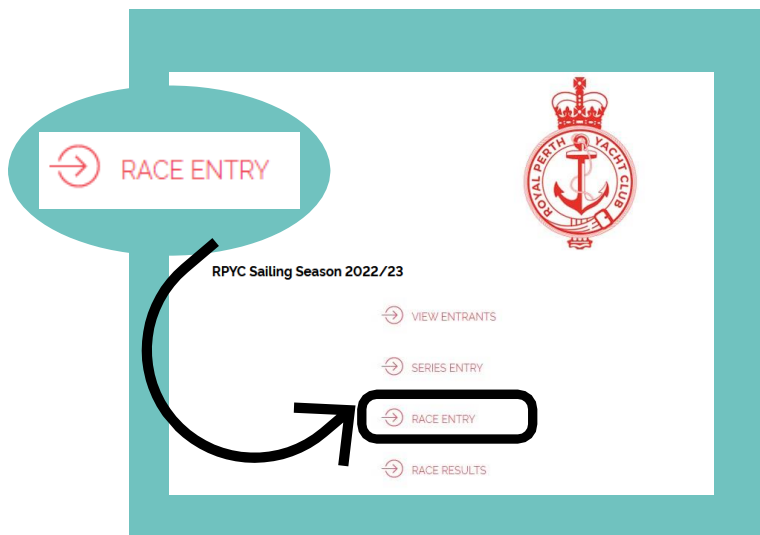 ROYAL PERTH YACHT CLUB
RACE ENTRY
RPYC Sailing Season 2022/23
VIEW ENTRANTS
SERIES ENTRY
RACE ENTRY
RACE RESULTS